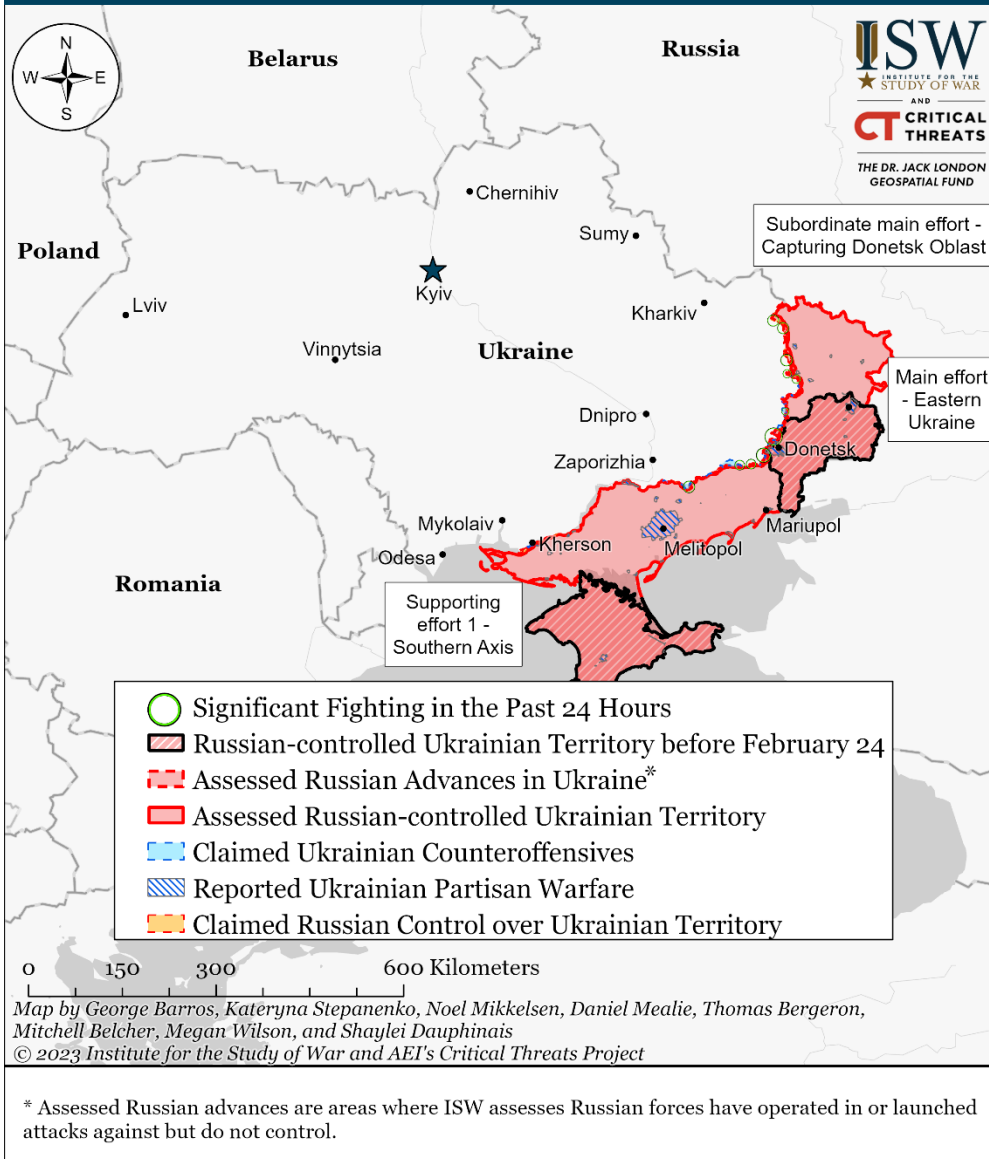 N
W
E
S
Belarus
Russia
ISW
INSTITUTE FOR THE
STUDY OF WAR
AND
CT CRITICAL
THREATS
THE DR. JACK LONDON
GEOSPATIAL FUND
Chernihiv
Sumy
Subordinate main effort -
Capturing Donetsk Oblast
Poland
Kyiv
Lviv
Kharkiv
Vinnytsia
Ukraine
Main effort
- Eastern
Ukraine
Dnipro
Donetsk
Zaporizhia
Mariupol
Mykolaiv
Kherson
Melitopol
Odesa
Romania
Supporting
effort 1 -
Southern Axis
Significant Fighting in the Past 24 Hours
Russian-controlled Ukrainian Territory before February 24
Assessed Russian Advances in Ukraine*
Assessed Russian-controlled Ukrainian Territory
Claimed Ukrainian Counteroffensives
Reported Ukrainian Partisan Warfare
Claimed Russian Control over Ukrainian Territory
0 150 300 600 Kilometers
Map by George Barros, Kateryna Stepanenko, Noel Mikkelsen, Daniel Mealie, Thomas Bergeron,
Mitchell Belcher, Megan Wilson, and Shaylei Dauphinais
© 2023 Institute for the Study of War and AEI's Critical Threats Project
* Assessed Russian advances are areas where ISW assesses Russian forces have operated in or launched
attacks against but do not control.